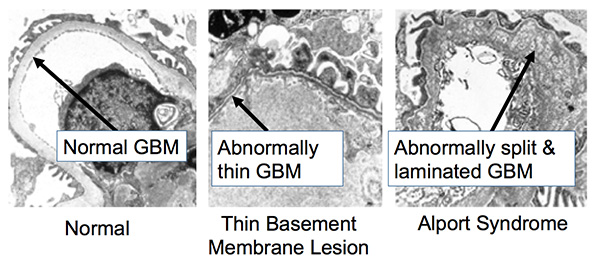 Normal GBM
Abnormally
thin GBM
Abnormally split &
laminated GBM
Normal
Thin Basement
Membrane Lesion
Alport Syndrome